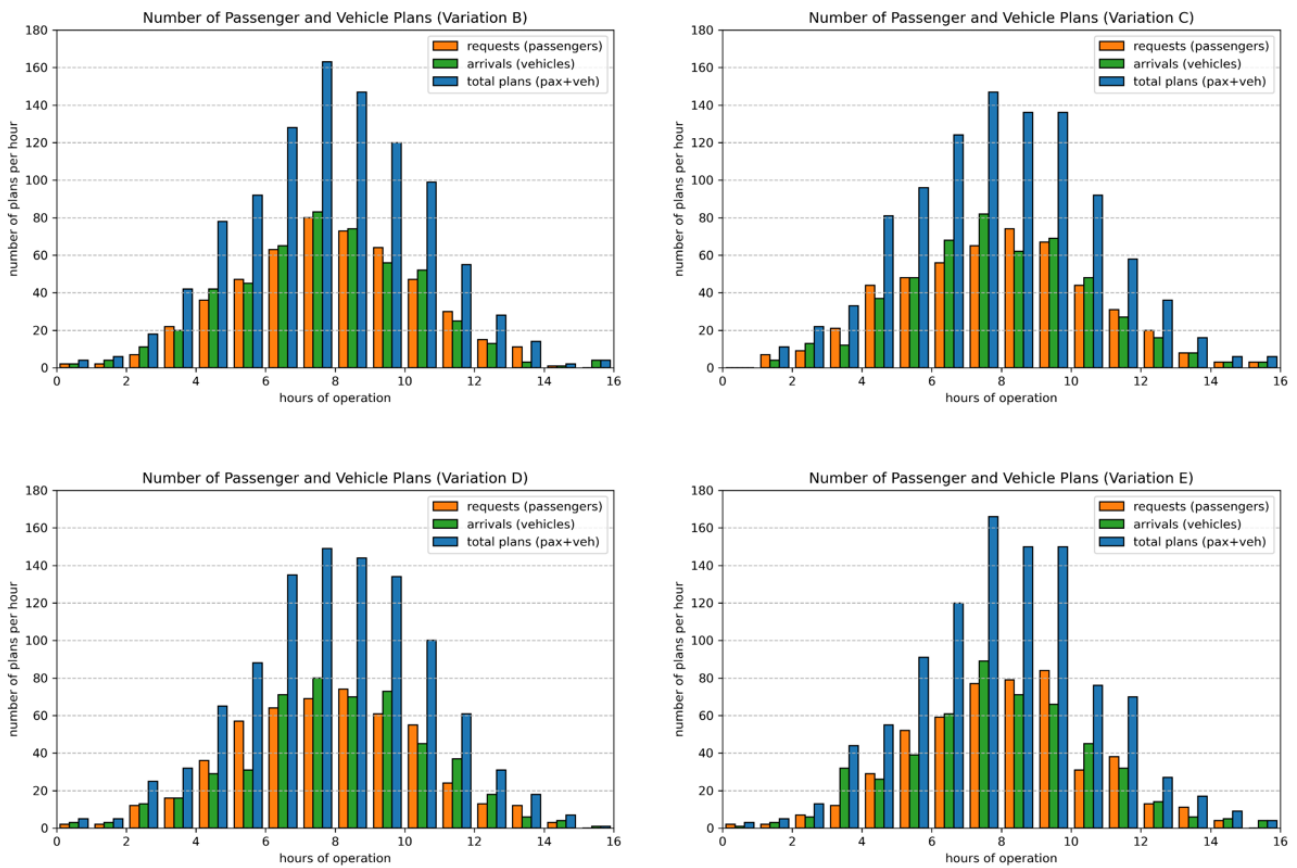 Number of Passenger and Vehicle Plans (Variation B)
requests (passengers)
arrivals (vehicles)
total plans (pax+veh)
number of plans per hour
180
160
140
120
100
80
60
40
20
0
0 2 4 6 8 10 12 14 16
hours of operation
Number of Passenger and Vehicle Plans (Variation C)
requests (passengers)
arrivals (vehicles)
total plans (pax+veh)
number of plans per hour
180
160
140
120
100
80
60
40
20
0
0 2 4 6 8 10 12 14 16
hours of operation
Number of Passenger and Vehicle Plans (Variation D)
requests (passengers)
arrivals (vehicles)
total plans (pax+veh)
number of plans per hour
180
160
140
120
100
80
60
40
20
0
0 2 4 6 8 10 12 14 16
hours of operation
Number of Passenger and Vehicle Plans (Variation E)
requests (passengers)
arrivals (vehicles)
total plans (pax+veh)
number of plans per hour
180
160
140
120
100
80
60
40
20
0
0 2 4 6 8 10 12 14 16
hours of operation